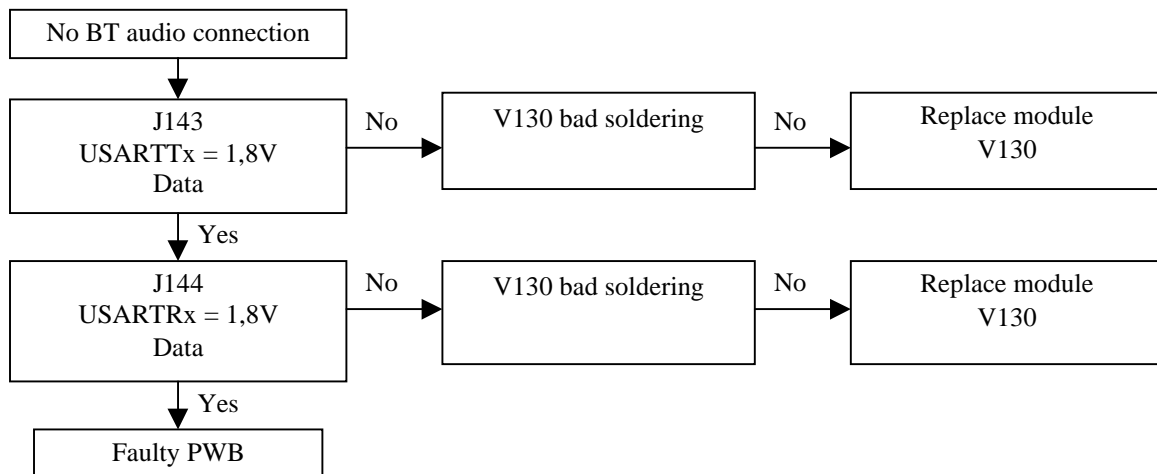 No BT audio connection
J143
USARTTx = 1,8V
Data
No
V130 bad soldering
No
Replace module
V130
Yes
J144
USARTRx = 1,8V
Data
No
V130 bad soldering
No
Replace module
V130
Yes
Faulty PWB